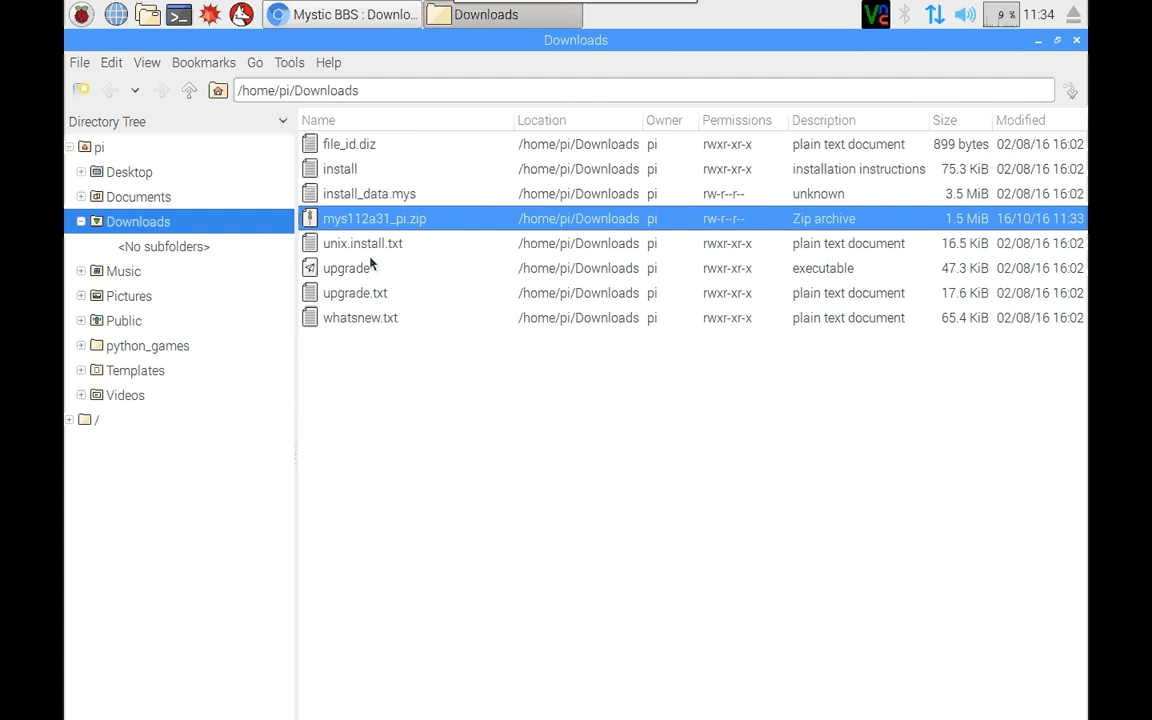 Mystic BBS : Downlo... Downloads 9 % 11:34
Downloads
File Edit View Bookmarks Go Tools Help
/home/pi/Downloads
Directory Tree
pi
Desktop
Documents
Downloads
<No subfolders>
Music
Pictures
Public
python_games
Templates
Videos
/
Name Location Owner Permissions Description Size Modified
file_id.diz /home/pi/Downloads pi rwxr-xr-x plain text document 899 bytes 02/08/16 16:02
install /home/pi/Downloads pi rwxr-xr-x installation instructions 75.3 KiB 02/08/16 16:02
install_data.mys /home/pi/Downloads pi rw-r--r-- unknown 3.5 MiB 02/08/16 16:02
mys112a31_pi.zip /home/pi/Downloads pi rw-r--r-- Zip archive 1.5 MiB 16/10/16 11:33
unix.install.txt /home/pi/Downloads pi rwxr-xr-x plain text document 16.5 KiB 02/08/16 16:02
upgrade /home/pi/Downloads pi rwxr-xr-x executable 47.3 KiB 02/08/16 16:02
upgrade.txt /home/pi/Downloads pi rwxr-xr-x plain text document 17.6 KiB 02/08/16 16:02
whatsnew.txt /home/pi/Downloads pi rwxr-xr-x plain text document 65.4 KiB 02/08/16 16:02